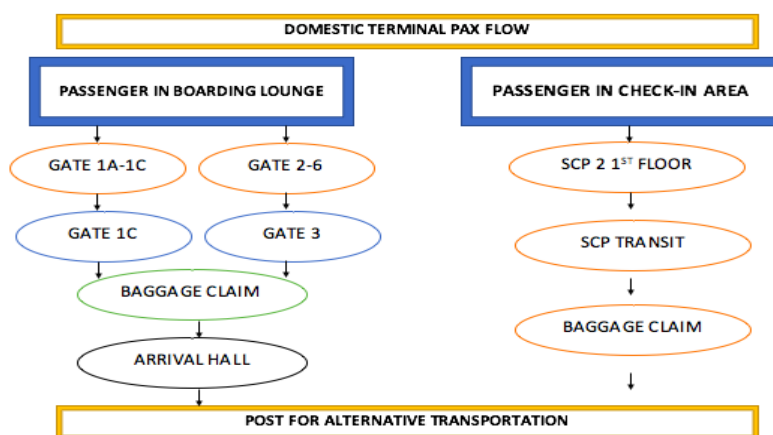 DOMESTIC TERMINAL PAX FLOW
PASSENGER IN BOARDING LOUNGE
PASSENGER IN CHECK-IN AREA
GATE 1A-1C
GATE 2-6
SCP 2 1ST FLOOR
GATE 1C
GATE 3
SCP TRANSIT
BAGGAGE CLAIM
BAGGAGE CLAIM
ARRIVAL HALL
POST FOR ALTERNATIVE TRANSPORTATION